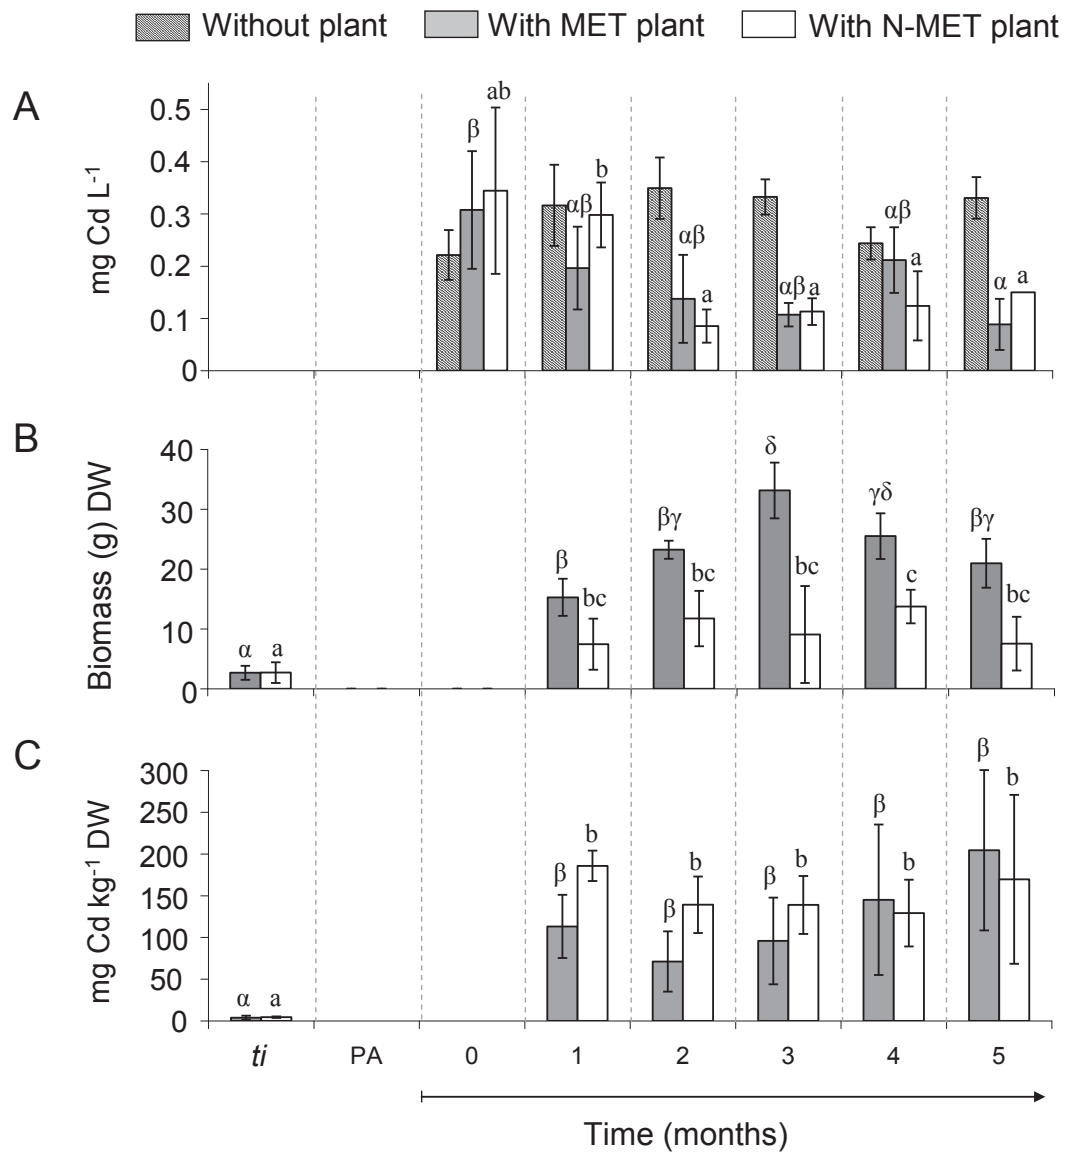 Without plant With MET plant With N-MET plant
A
mg Cd L-1
0.5
0.4
0.3
0.2
0.1
0
β ab
αβ b
αβ a
αβ a
αβ a
α a
B
Biomass (g) DW
40
30
20
10
0
α a
β bc
βγ bc
δ bc
γδ c
βγ bc
C
mg Cd kg-1 DW
300
250
200
150
100
50
0
α a
β b
β b
β b
β b
β b
ti PA 0 1 2 3 4 5
Time (months)